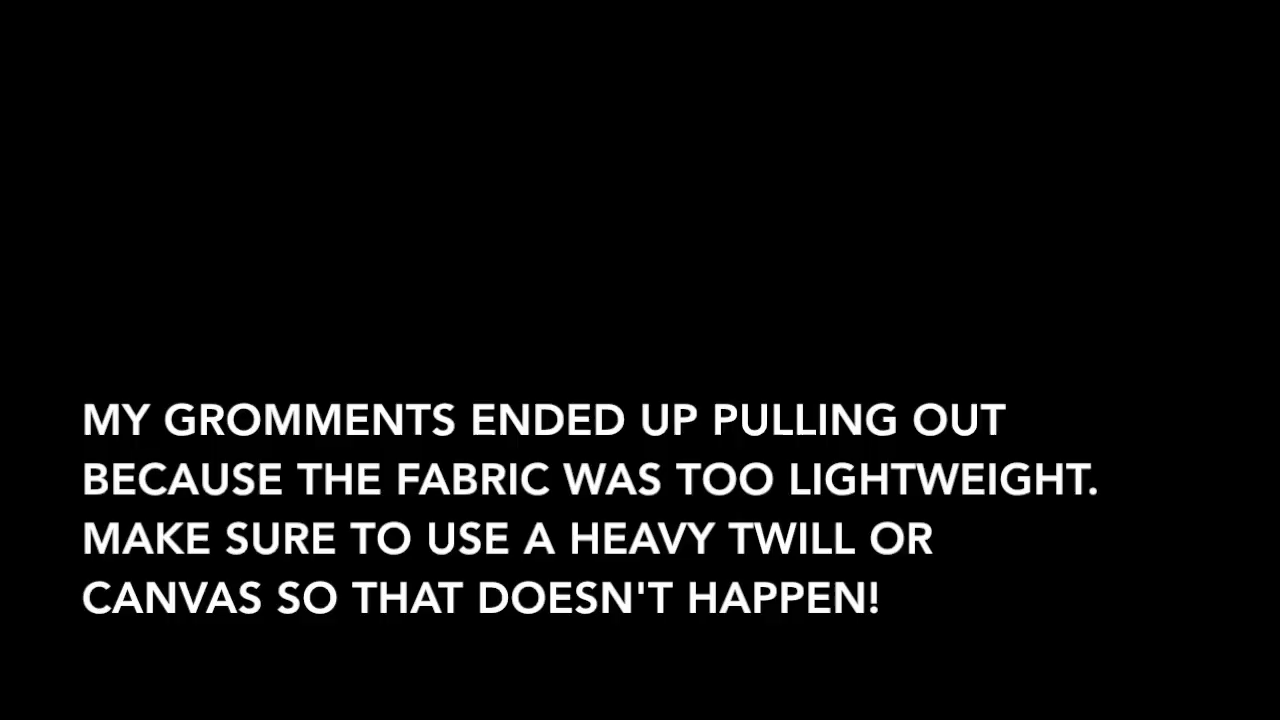 MY GROMMENTS ENDED UP PULLING OUT
BECAUSE THE FABRIC WAS TOO LIGHTWEIGHT.
MAKE SURE TO USE A HEAVY TWILL OR
CANVAS SO THAT DOESN'T HAPPEN!